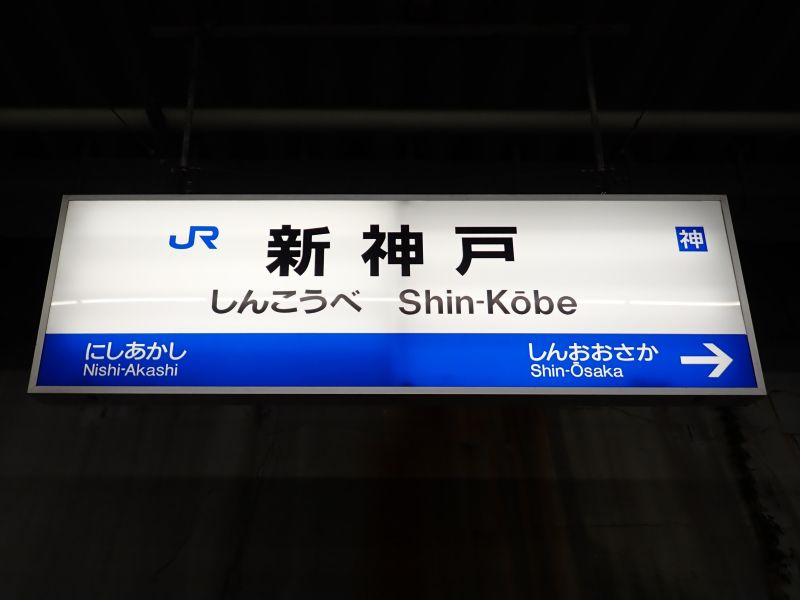 JR 新神戸 神
しんこうべ Shin-Kōbe
にしあかし しんおおさか →
Nishi-Akashi Shin-Ōsaka